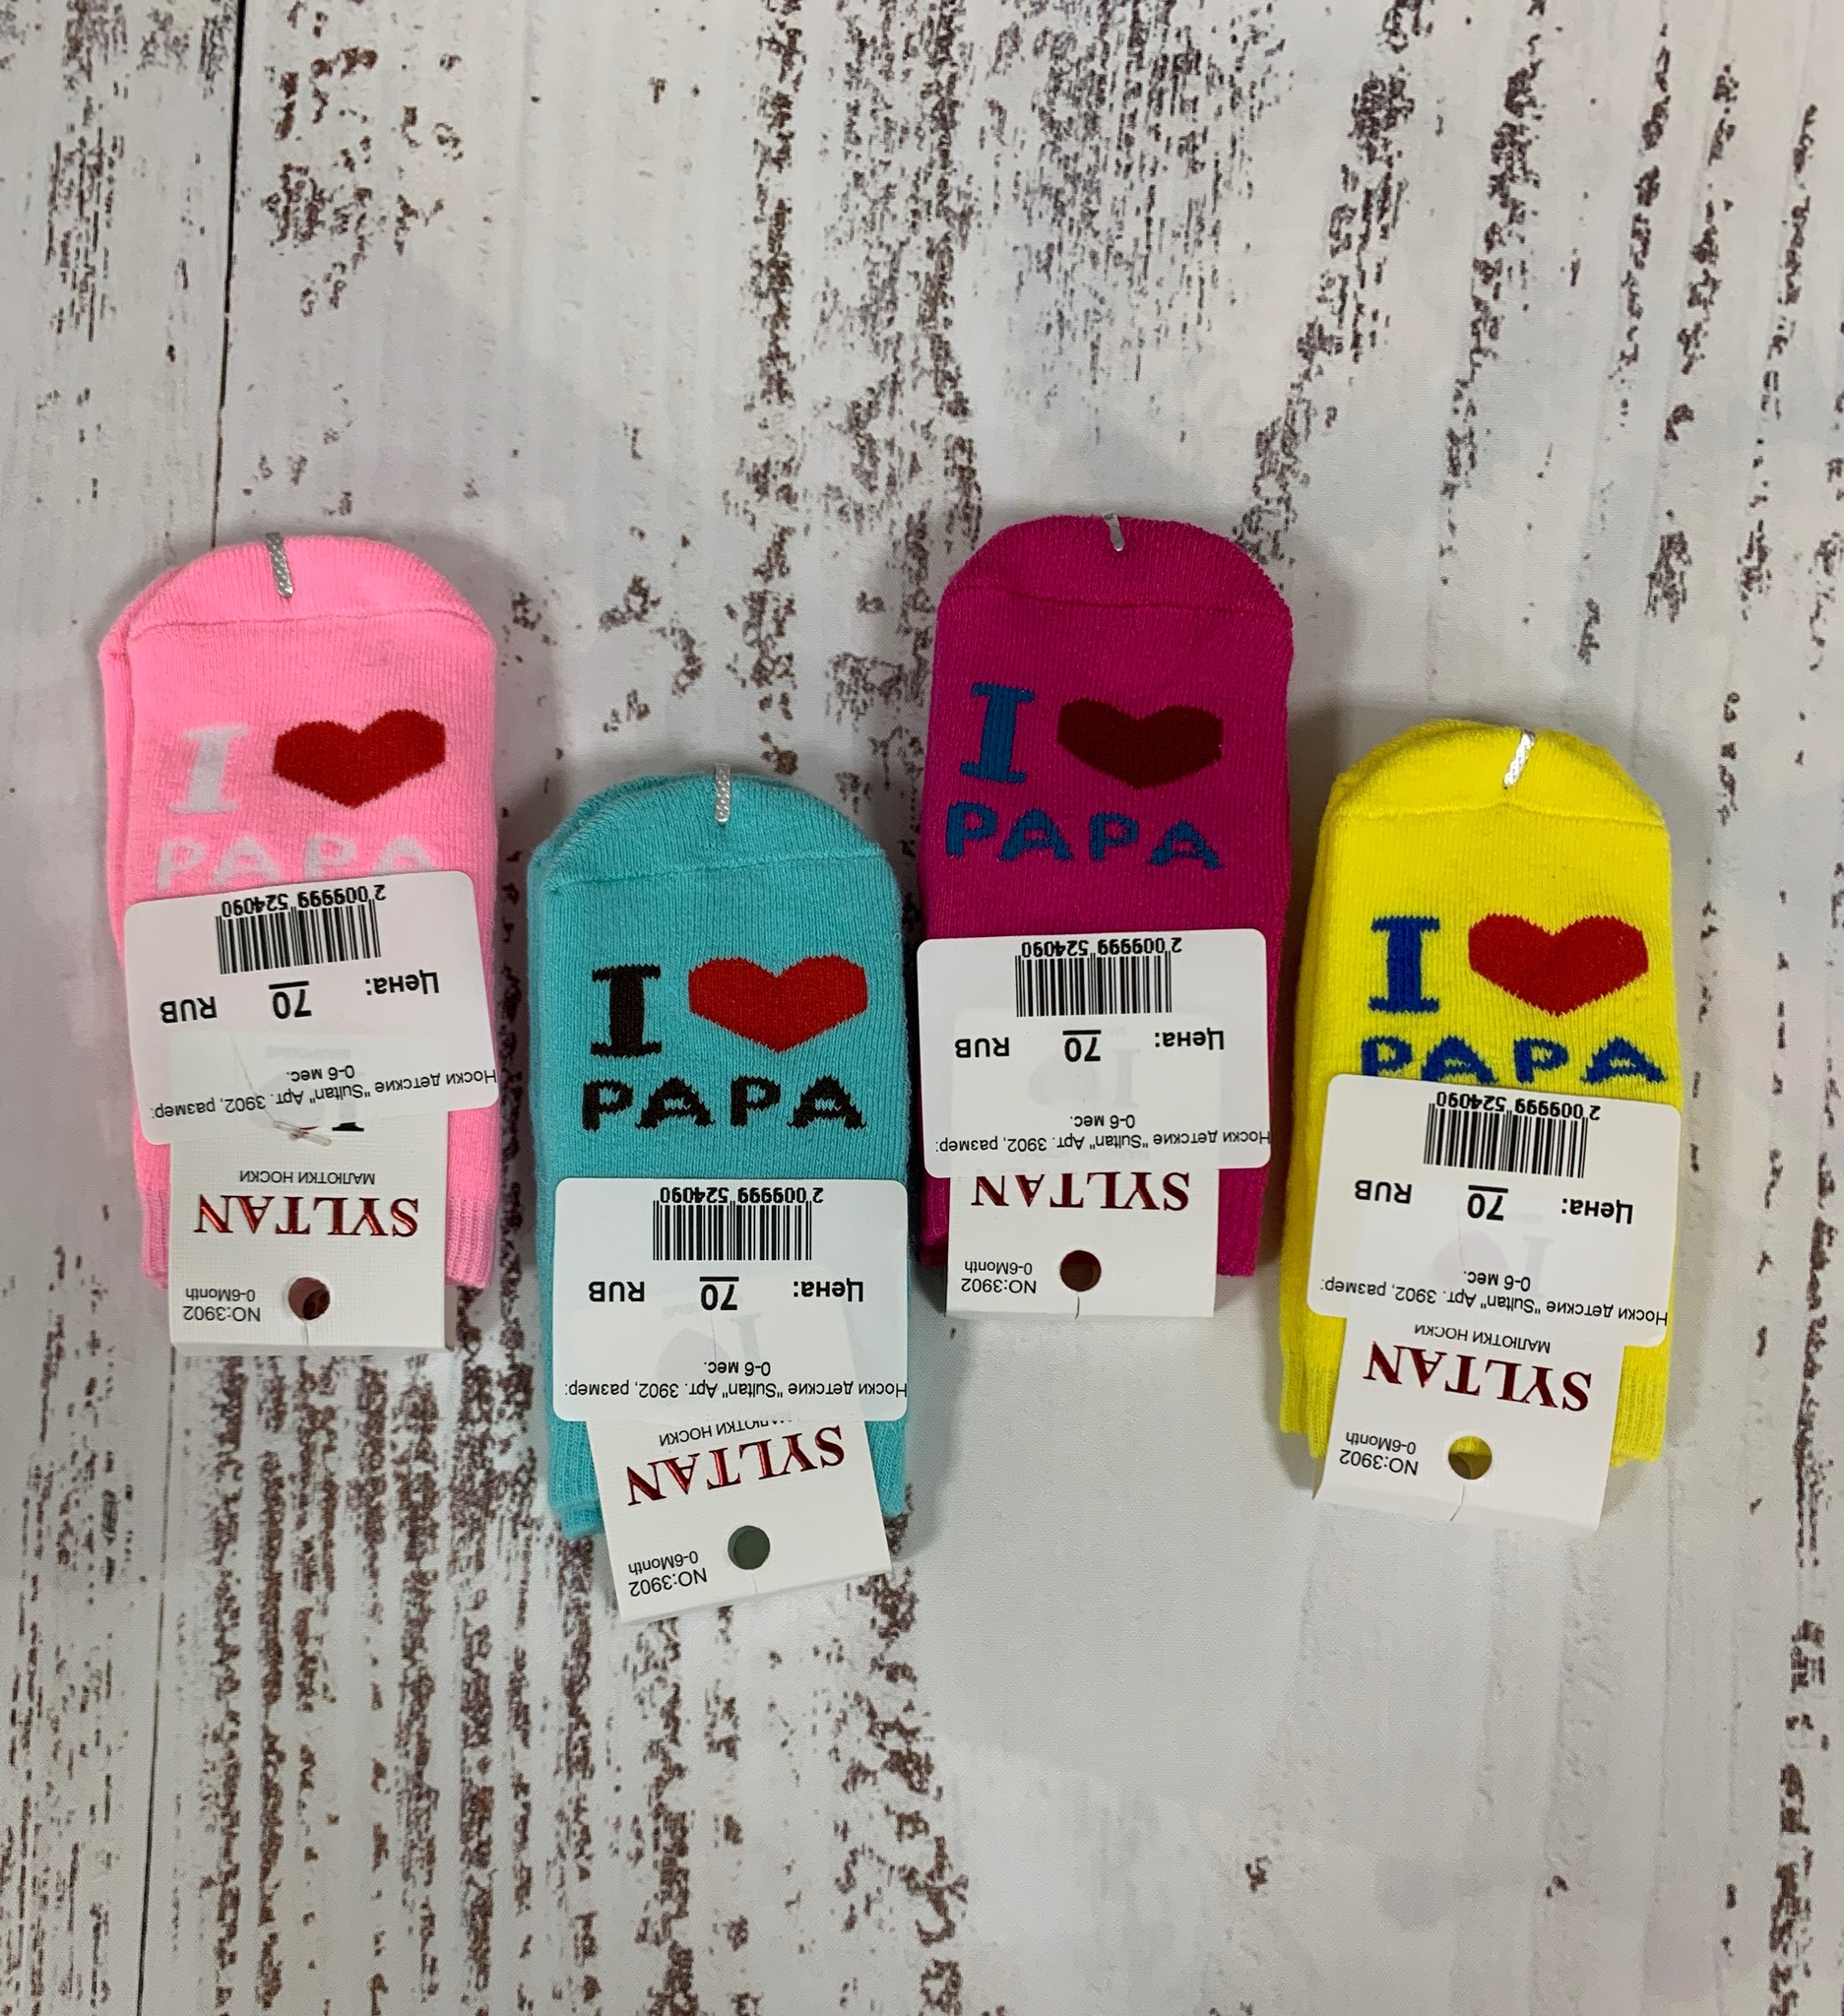 I
PAPA
2 009999 524090
Цена: 70 RUB
Носки детские "Sultan" Арт. 3902, размер:
0-6 мес.
МАЛЮТКИ НОСКИ
SYLTAN
NO:3902
0-6Month
I
PAPA
2 009999 524090
Цена: 70 RUB
Носки детские "Sultan" Арт. 3902, размер:
0-6 мес.
МАЛЮТКИ НОСКИ
SYLTAN
NO:3902
0-6Month
I
PAPA
2 009999 524090
Цена: 70 RUB
Носки детские "Sultan" Арт. 3902, размер:
0-6 мес.
SYLTAN
NO:3902
0-6Month
I
PAPA
2 009999 524090
Цена: 70 RUB
Носки детские "Sultan" Арт. 3902, размер:
0-6 мес.
МАЛЮТКИ НОСКИ
SYLTAN
NO:3902
0-6Month